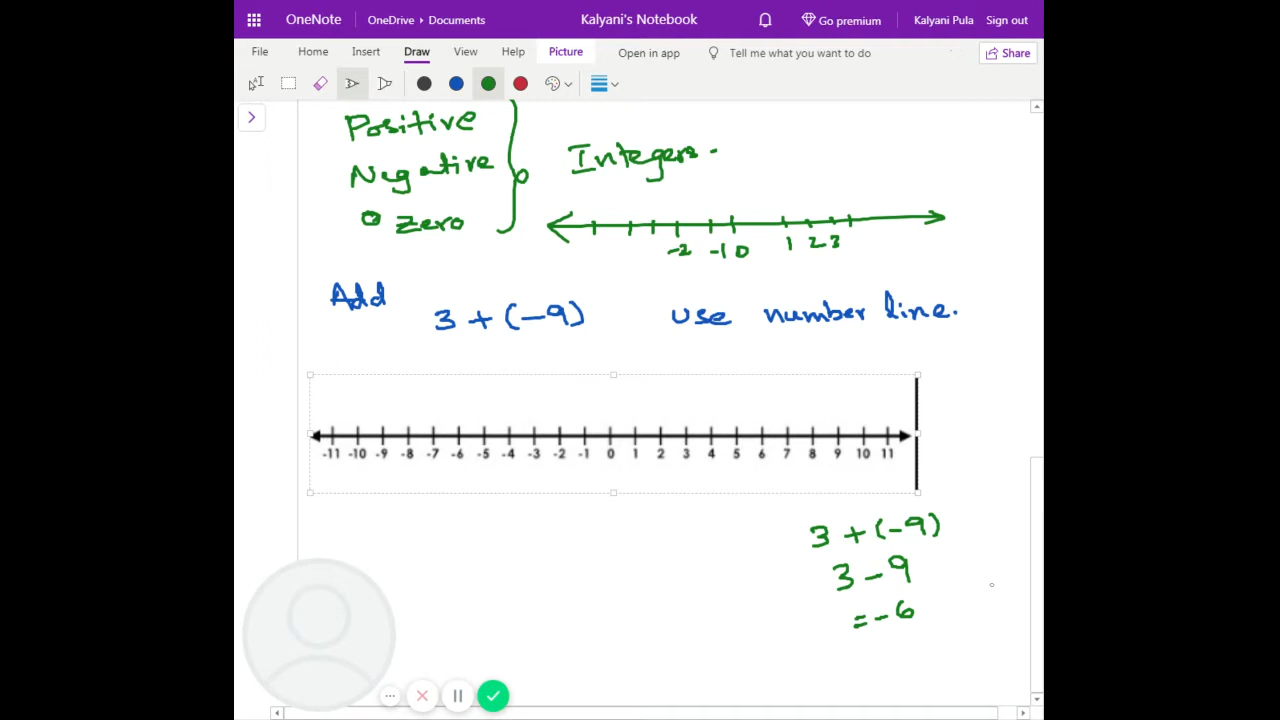 OneNote OneDrive › Documents Kalyani's Notebook Go premium Kalyani Pula Sign out
File Home Insert Draw View Help Picture Open in app Tell me what you want to do Share
Positive
Negative
0 Zero
Integers
-2 -1 0 1 2 3
Add
3 + (-9) use number line.
-11 -10 -9 -8 -7 -6 -5 -4 -3 -2 -1 0 1 2 3 4 5 6 7 8 9 10 11
3 + (-9)
3 - 9
= - 6